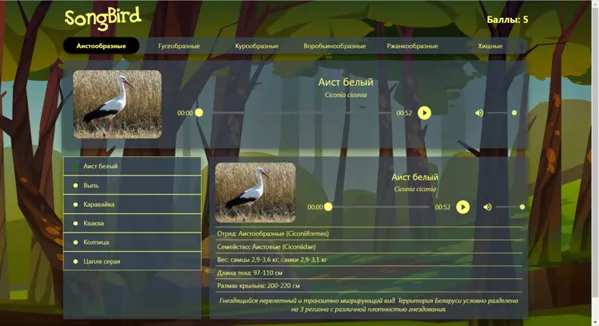 SongBird
Баллы: 5
Аистообразные
Гусеобразные
Курообразные
Воробьинообразные
Ржанкообразные
Хищные
Аист белый
Ciconia ciconia
00:00
00:52
Аист белый
Выпь
Каравайка
Кваква
Колпица
Цапля серая
Аист белый
Ciconia ciconia
00:00
00:52
Отряд: Аистообразные (Ciconiiformes)
Семейство: Аистовые (Ciconiidae)
Вес: самцы 2,9-3,6 кг, самки 2,9-3,1 кг
Длина тела: 97-110 см
Размах крыльев: 200-220 см
Гнездящийся перелетный и транзитно мигрирующий вид. Территория Беларуси условно разделена
на 3 региона с различной плотностью гнездования.